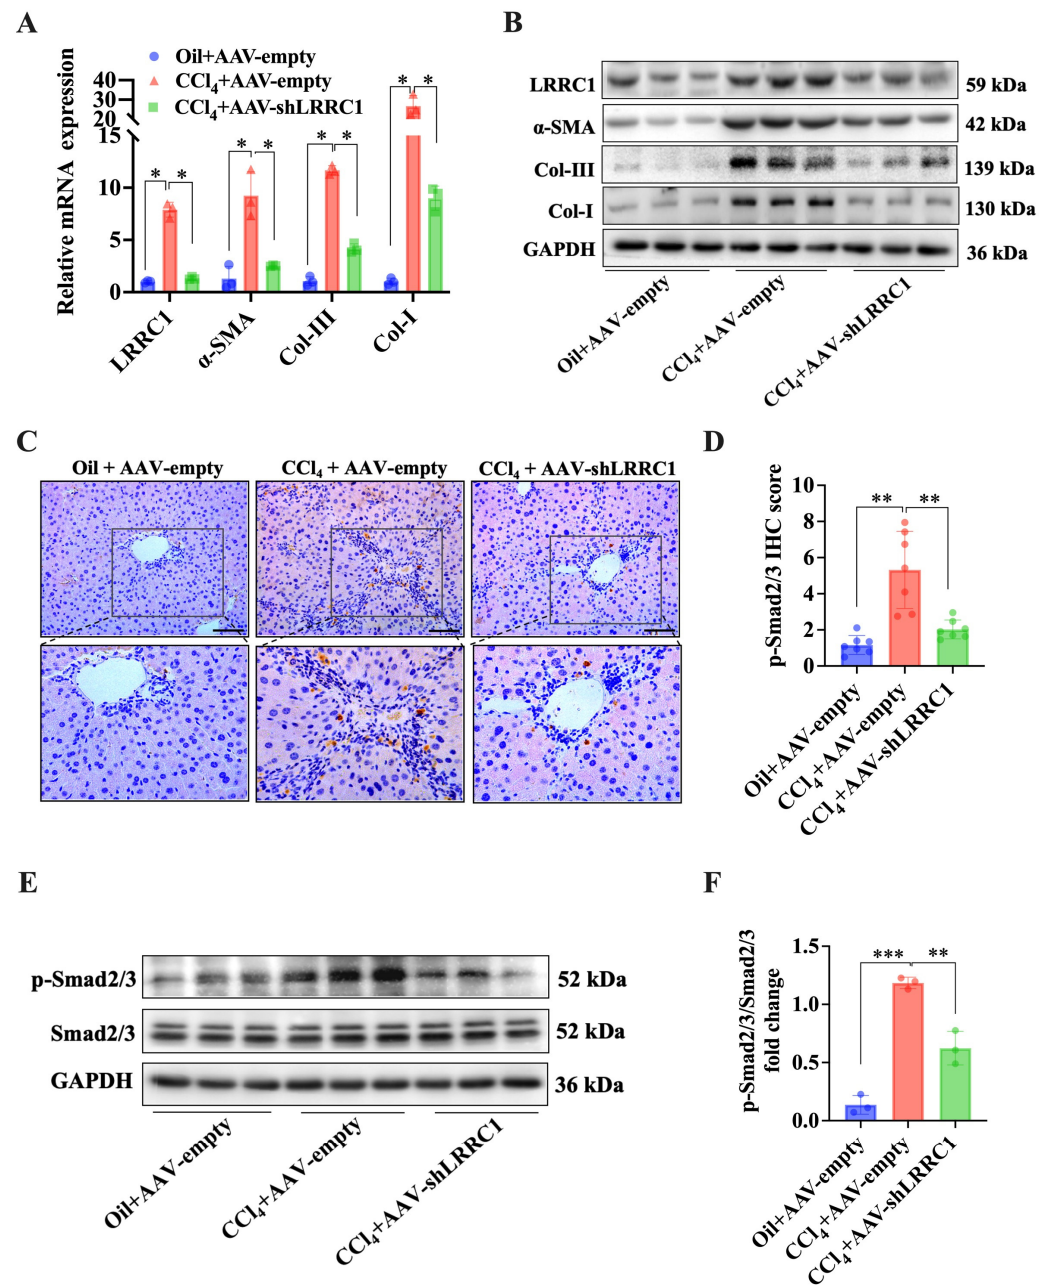 A
Relative mRNA expression
Oil+AAV-empty
CCl4+AAV-empty
CCl4+AAV-shLRRC1
40
30
20
15
10
5
0
* * * * * * * *
LRRC1
α-SMA
Col-III
Col-I
B
LRRC1 59 kDa
α-SMA 42 kDa
Col-III 139 kDa
Col-I 130 kDa
GAPDH 36 kDa
Oil+AAV-empty
CCl4+AAV-empty
CCl4+AAV-shLRRC1
C
Oil + AAV-empty
CCl4 + AAV-empty
CCl4 + AAV-shLRRC1
D
p-Smad2/3 IHC score
10
8
6
4
2
0
** **
Oil+AAV-empty
CCl4+AAV-empty
CCl4+AAV-shLRRC1
E
p-Smad2/3 52 kDa
Smad2/3 52 kDa
GAPDH 36 kDa
Oil+AAV-empty
CCl4+AAV-empty
CCl4+AAV-shLRRC1
F
p-Smad2/3/Smad2/3
fold change
1.5
1.0
0.5
0.0
*** **
Oil+AAV-empty
CCl4+AAV-empty
CCl4+AAV-shLRRC1